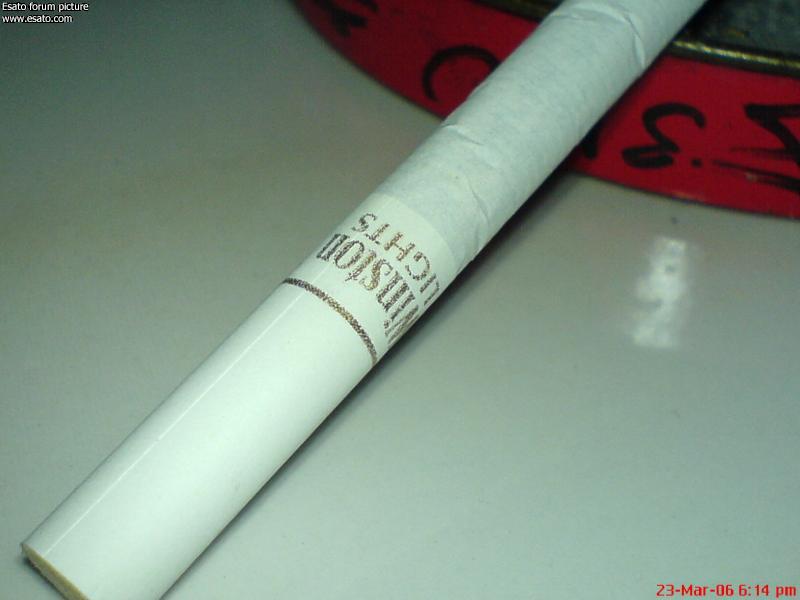 Esato forum picture
www.esato.com
Winston
LIGHTS
23-Mar-06 6:14 pm